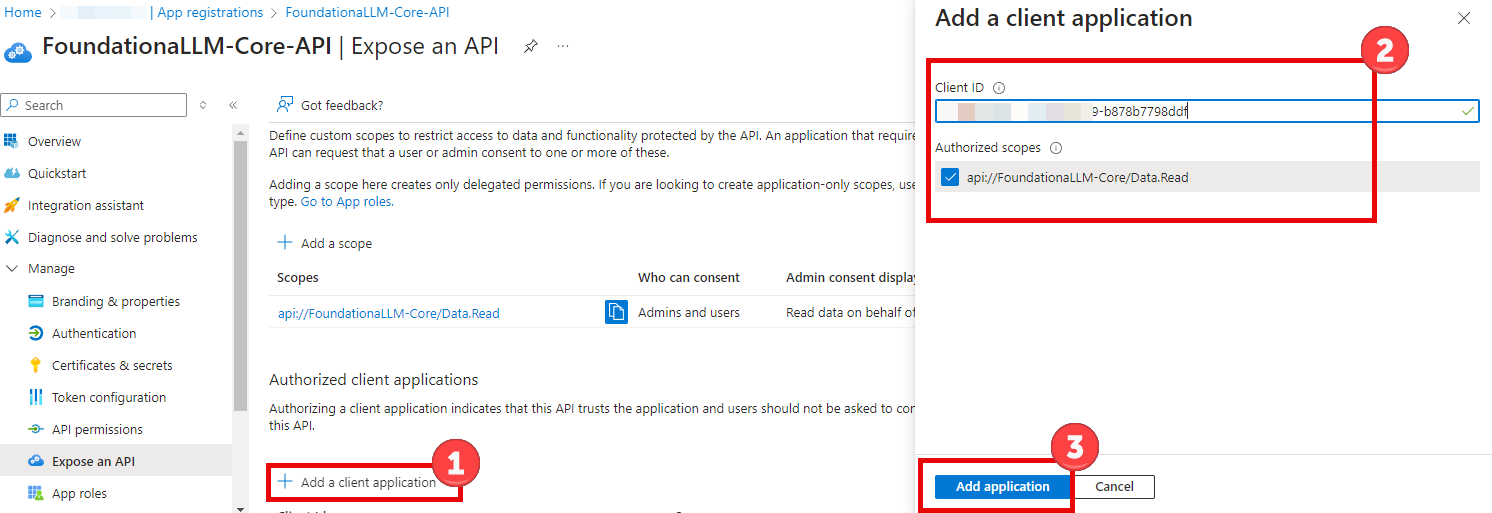 Home > | App registrations > FoundationaLLM-Core-API
FoundationaLLM-Core-API | Expose an API ...
Search
Overview
Quickstart
Integration assistant
Diagnose and solve problems
Manage
Branding & properties
Authentication
Certificates & secrets
Token configuration
API permissions
Expose an API
App roles
Got feedback?
Define custom scopes to restrict access to data and functionality protected by the API. An application that require
API can request that a user or admin consent to one or more of these.
Adding a scope here creates only delegated permissions. If you are looking to create application-only scopes, use
type. Go to App roles.
Add a scope
Scopes Who can consent Admin consent display
api://FoundationaLLM-Core/Data.Read Admins and users Read data on behalf of
Authorized client applications
Authorizing a client application indicates that this API trusts the application and users should not be asked to con
this API.
1
Add a client application
Add a client application
2
Client ID
9-b878b7798ddf
Authorized scopes
api://FoundationaLLM-Core/Data.Read
3
Add application Cancel